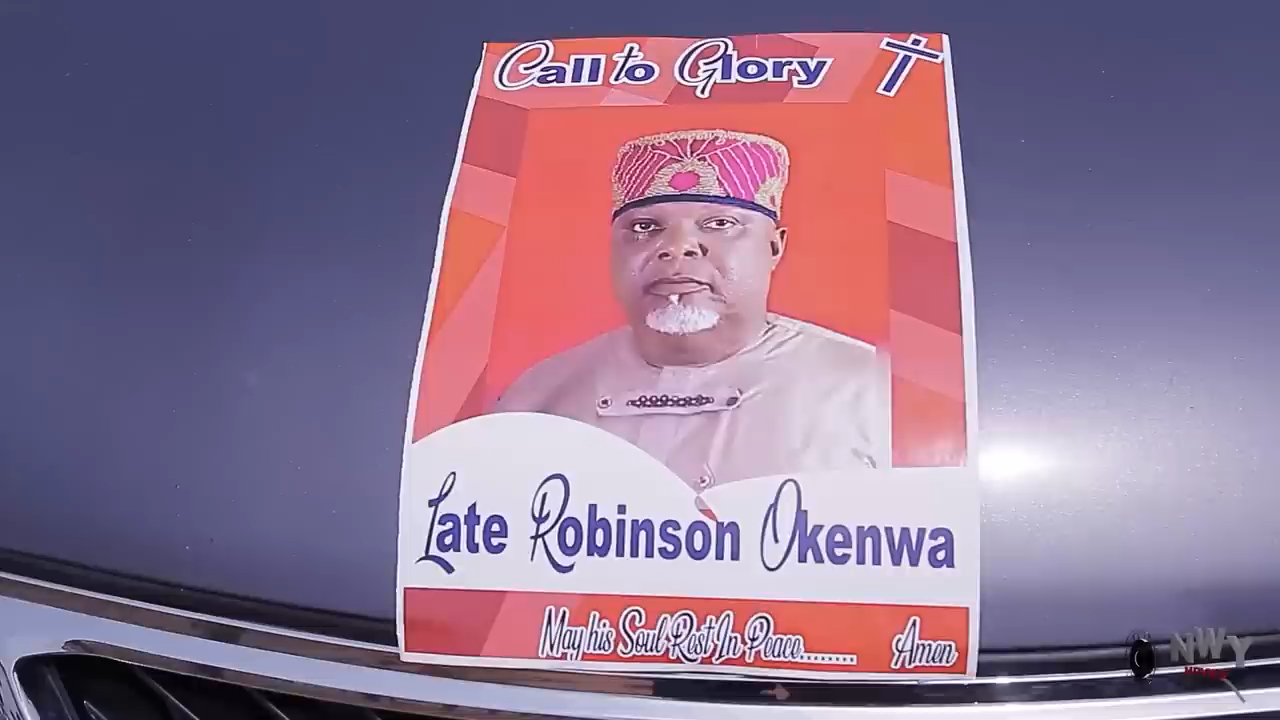 Call to Glory
Late Robinson Okenwa
May his Soul Rest In Peace........ Amen
NWY